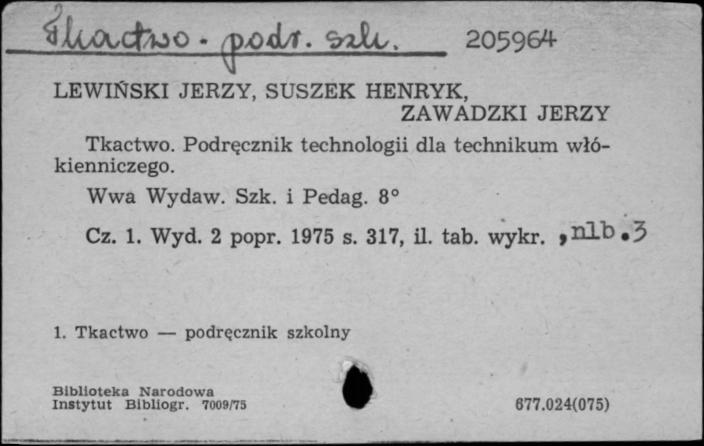 Tkactwo - podr. szk. 205964
LEWIŃSKI JERZY, SUSZEK HENRYK,
ZAWADZKI JERZY
Tkactwo. Podręcznik technologii dla technikum włó-
kienniczego.
Wwa Wydaw. Szk. i Pedag. 8°
Cz. 1. Wyd. 2 popr. 1975 s. 317, il. tab. wykr. , nlb. 3
1. Tkactwo — podręcznik szkolny
Biblioteka Narodowa
Instytut Bibliogr. 7009/75 677.024(075)